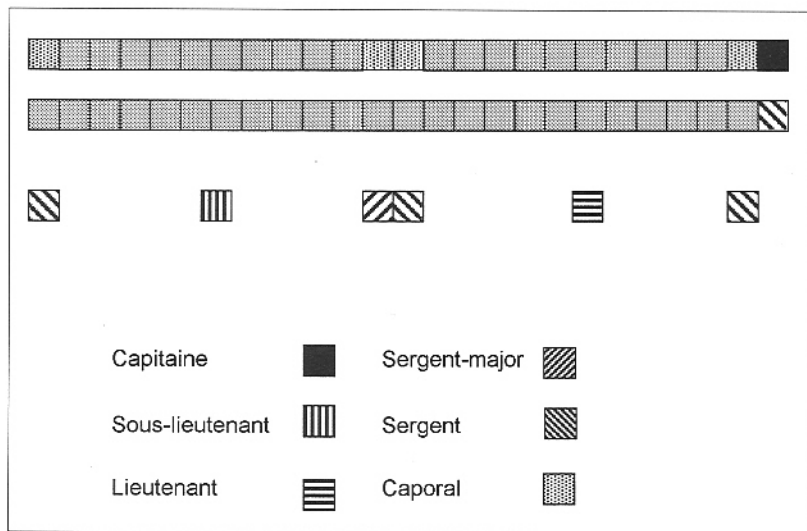 Capitaine
Sergent-major
Sous-lieutenant
Sergent
Lieutenant
Caporal